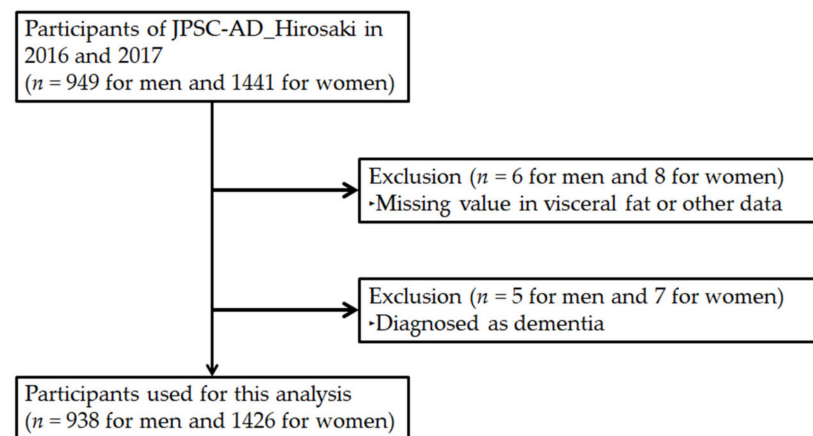 Participants of JPSC-AD_Hirosaki in
2016 and 2017
(n = 949 for men and 1441 for women)
Exclusion (n = 6 for men and 8 for women)
‣Missing value in visceral fat or other data
Exclusion (n = 5 for men and 7 for women)
‣Diagnosed as dementia
Participants used for this analysis
(n = 938 for men and 1426 for women)